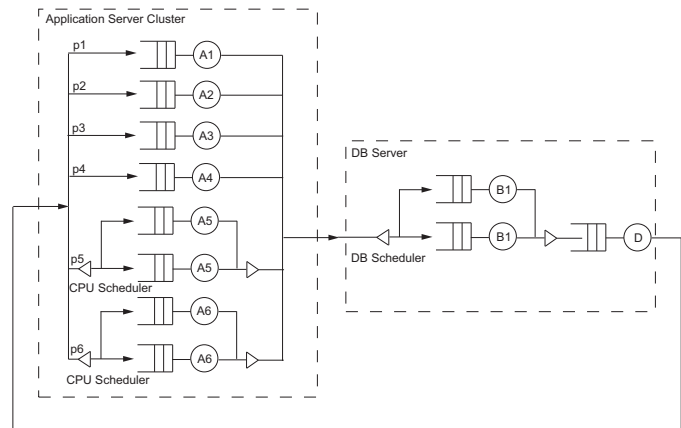 Application Server Cluster
p1
A1
p2
A2
p3
A3
p4
A4
A5
p5
A5
CPU Scheduler
A6
p6
A6
CPU Scheduler
DB Server
B1
B1
D
DB Scheduler